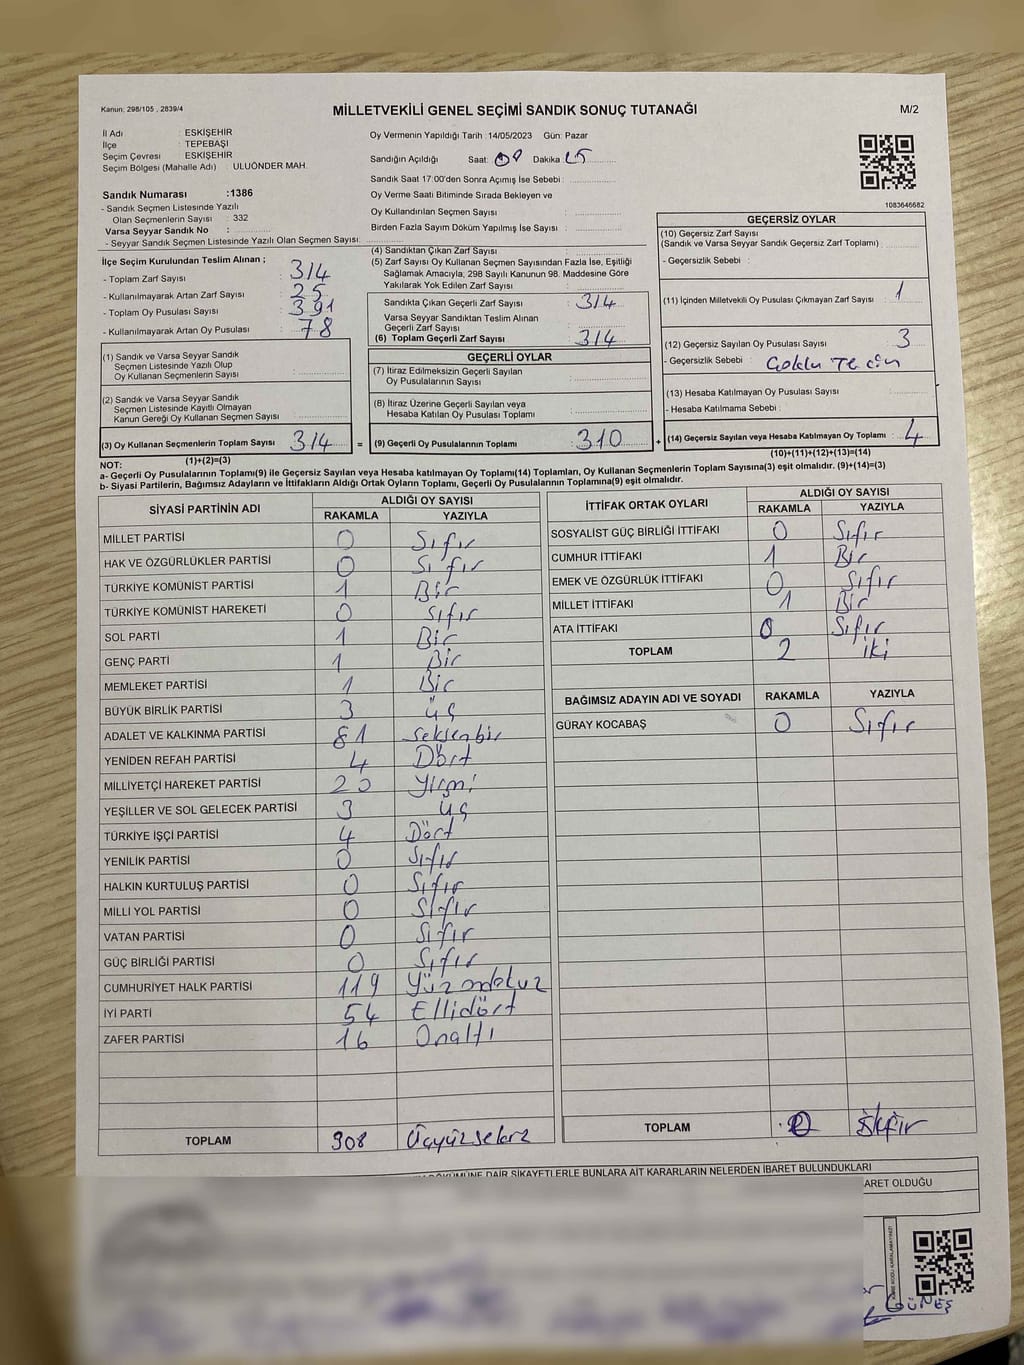 Kanun: 298/105 , 2839/4
MİLLETVEKİLİ GENEL SEÇİMİ SANDIK SONUÇ TUTANAĞI
M/2
İl Adı : ESKİŞEHİR
İlçe : TEPEBAŞI
Seçim Çevresi : ESKİŞEHİR
Seçim Bölgesi (Mahalle Adı) : ULUÖNDER MAH.
Sandık Numarası :1386
- Sandık Seçmen Listesinde Yazılı
Olan Seçmenlerin Sayısı : 332
Varsa Seyyar Sandık No :
- Seyyar Sandık Seçmen Listesinde Yazılı Olan Seçmen Sayısı:
Oy Vermenin Yapıldığı Tarih :14/05/2023 Gün: Pazar
Sandığın Açıldığı Saat: Dakika
Sandık Saat 17:00'den Sonra Açımış İse Sebebi :
Oy Verme Saati Bitiminde Sırada Bekleyen ve
Oy Kullandırılan Seçmen Sayısı :
Birden Fazla Sayım Döküm Yapılmış İse Sayısı :
1083646682
İlçe Seçim Kurulundan Teslim Alınan ;
- Toplam Zarf Sayısı : 314
- Kullanılmayarak Artan Zarf Sayısı : 25
- Toplam Oy Pusulası Sayısı : 391
- Kullanılmayarak Artan Oy Pusulası : 78
(4) Sandıktan Çıkan Zarf Sayısı :
(5) Zarf Sayısı Oy Kullanan Seçmen Sayısından Fazla İse, Eşitliği
Sağlamak Amacıyla, 298 Sayılı Kanunun 98. Maddesine Göre
Yakılarak Yok Edilen Zarf Sayısı :
Sandıkta Çıkan Geçerli Zarf Sayısı : 314
Varsa Seyyar Sandıktan Teslim Alınan
Geçerli Zarf Sayısı :
(6) Toplam Geçerli Zarf Sayısı : 314
GEÇERSİZ OYLAR
(10) Geçersiz Zarf Sayısı
(Sandık ve Varsa Seyyar Sandık Geçersiz Zarf Toplamı) :
- Geçersizlik Sebebi :
(11) İçinden Milletvekili Oy Pusulası Çıkmayan Zarf Sayısı : 1
(12) Geçersiz Sayılan Oy Pusulası Sayısı : 3
- Geçersizlik Sebebi :
(13) Hesaba Katılmayan Oy Pusulası Sayısı :
- Hesaba Katılmama Sebebi :
(1) Sandık ve Varsa Seyyar Sandık
Seçmen Listesinde Yazılı Olup
Oy Kullanan Seçmenlerin Sayısı :
(2) Sandık ve Varsa Seyyar Sandık
Seçmen Listesinde Kayıtlı Olmayan
Kanun Gereği Oy Kullanan Seçmen Sayısı :
GEÇERLİ OYLAR
(7) İtiraz Edilmeksizin Geçerli Sayılan
Oy Pusulalarının Sayısı :
(8) İtiraz Üzerine Geçerli Sayılan veya
Hesaba Katılan Oy Pusulası Toplamı :
(3) Oy Kullanan Seçmenlerin Toplam Sayısı : 314 = (9) Geçerli Oy Pusulalarının Toplamı : 310 + (14) Geçersiz Sayılan veya Hesaba Katılmayan Oy Toplamı : 4
(1)+(2)=(3)
(10)+(11)+(12)+(13)=(14)
NOT:
a- Geçerli Oy Pusulalarının Toplamı(9) ile Geçersiz Sayılan veya Hesaba katılmayan Oy Toplamı(14) Toplamları, Oy Kullanan Seçmenlerin Toplam Sayısına(3) eşit olmalıdır. (9)+(14)=(3)
b- Siyasi Partilerin, Bağımsız Adayların ve İttifakların Aldığı Ortak Oyların Toplamı, Geçerli Oy Pusulalarının Toplamına(9) eşit olmalıdır.
SİYASİ PARTİNİN ADI ALDIĞI OY SAYISI
RAKAMLA YAZIYLA
MİLLET PARTİSİ 0 Sıfır
HAK VE ÖZGÜRLÜKLER PARTİSİ 0 Sıfır
TÜRKİYE KOMÜNİST PARTİSİ 1 Bir
TÜRKİYE KOMÜNİST HAREKETİ 0 Sıfır
SOL PARTİ 1 Bir
GENÇ PARTİ 1 Bir
MEMLEKET PARTİSİ 1 Bir
BÜYÜK BİRLİK PARTİSİ 3 üç
ADALET VE KALKINMA PARTİSİ 81 seksenbir
YENİDEN REFAH PARTİSİ 4 Dört
MİLLİYETÇİ HAREKET PARTİSİ 20 Yirmi
YEŞİLLER VE SOL GELECEK PARTİSİ 3 üç
TÜRKİYE İŞÇİ PARTİSİ 4 Dört
YENİLİK PARTİSİ 0 Sıfır
HALKIN KURTULUŞ PARTİSİ 0 Sıfır
MİLLİ YOL PARTİSİ 0 Sıfır
VATAN PARTİSİ 0 Sıfır
GÜÇ BİRLİĞİ PARTİSİ 0 Sıfır
CUMHURİYET HALK PARTİSİ 119 Yüzondokuz
İYİ PARTİ 54 Ellidört
ZAFER PARTİSİ 16 Onaltı
TOPLAM 308 Üçyüzsekiz
İTTİFAK ORTAK OYLARI ALDIĞI OY SAYISI
RAKAMLA YAZIYLA
SOSYALİST GÜÇ BİRLİĞİ İTTİFAKI 0 Sıfır
CUMHUR İTTİFAKI 1 Bir
EMEK VE ÖZGÜRLÜK İTTİFAKI 0 Sıfır
MİLLET İTTİFAKI 1 Bir
ATA İTTİFAKI 0 Sıfır
TOPLAM 2 iki
BAĞIMSIZ ADAYIN ADI VE SOYADI RAKAMLA YAZIYLA
GÜRAY KOCABAŞ 0 Sıfır
TOPLAM
DÖKÜMÜNE DAİR ŞİKAYETLERLE BUNLARA AİT KARARLARIN NELERDEN İBARET BULUNDUKLARI
ARET OLDUĞU
GÜNEŞ